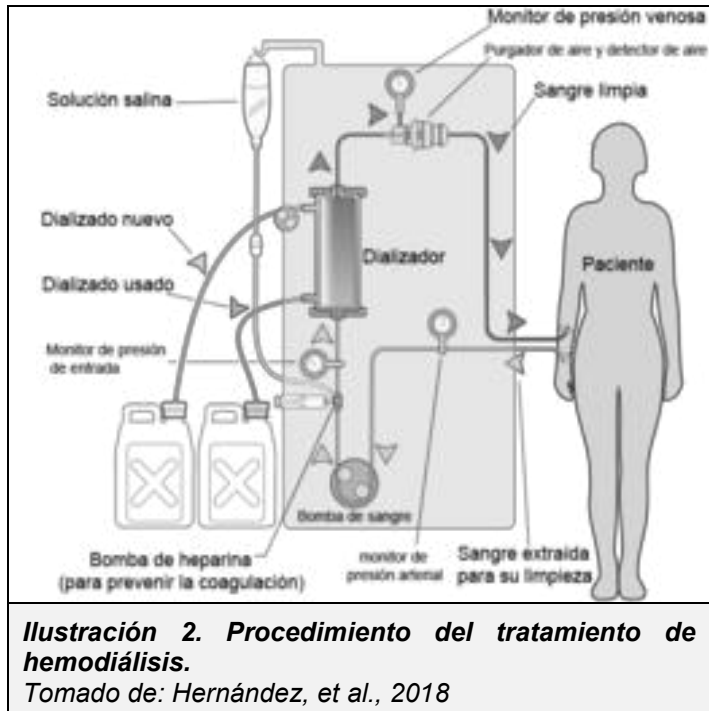 Monitor de presión venosa
Purgador de aire y detector de aire
Solución salina
Sangre limpia
Dializado nuevo
Dializador
Paciente
Dializado usado
Monitor de presión
de entrada
Bomba de sangre
Bomba de heparina
(para prevenir la coagulación)
monitor de
presión arterial
Sangre extraida
para su limpieza
Ilustración 2. Procedimiento del tratamiento de
hemodiálisis.
Tomado de: Hernández, et al., 2018